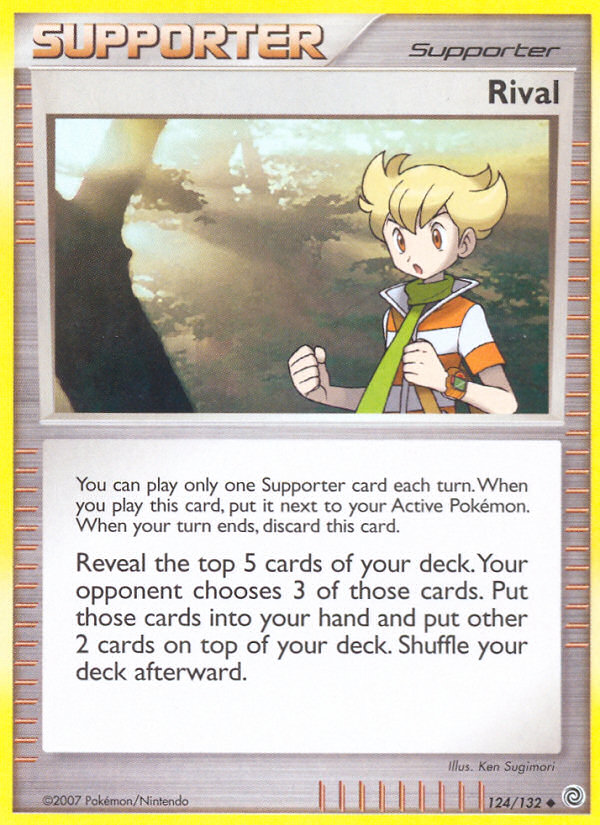 SUPPORTER
Supporter
Rival
You can play only one Supporter card each turn. When
you play this card, put it next to your Active Pokémon.
When your turn ends, discard this card.
Reveal the top 5 cards of your deck. Your
opponent chooses 3 of those cards. Put
those cards into your hand and put other
2 cards on top of your deck. Shuffle your
deck afterward.
Illus. Ken Sugimori
©2007 Pokémon/Nintendo
124/132